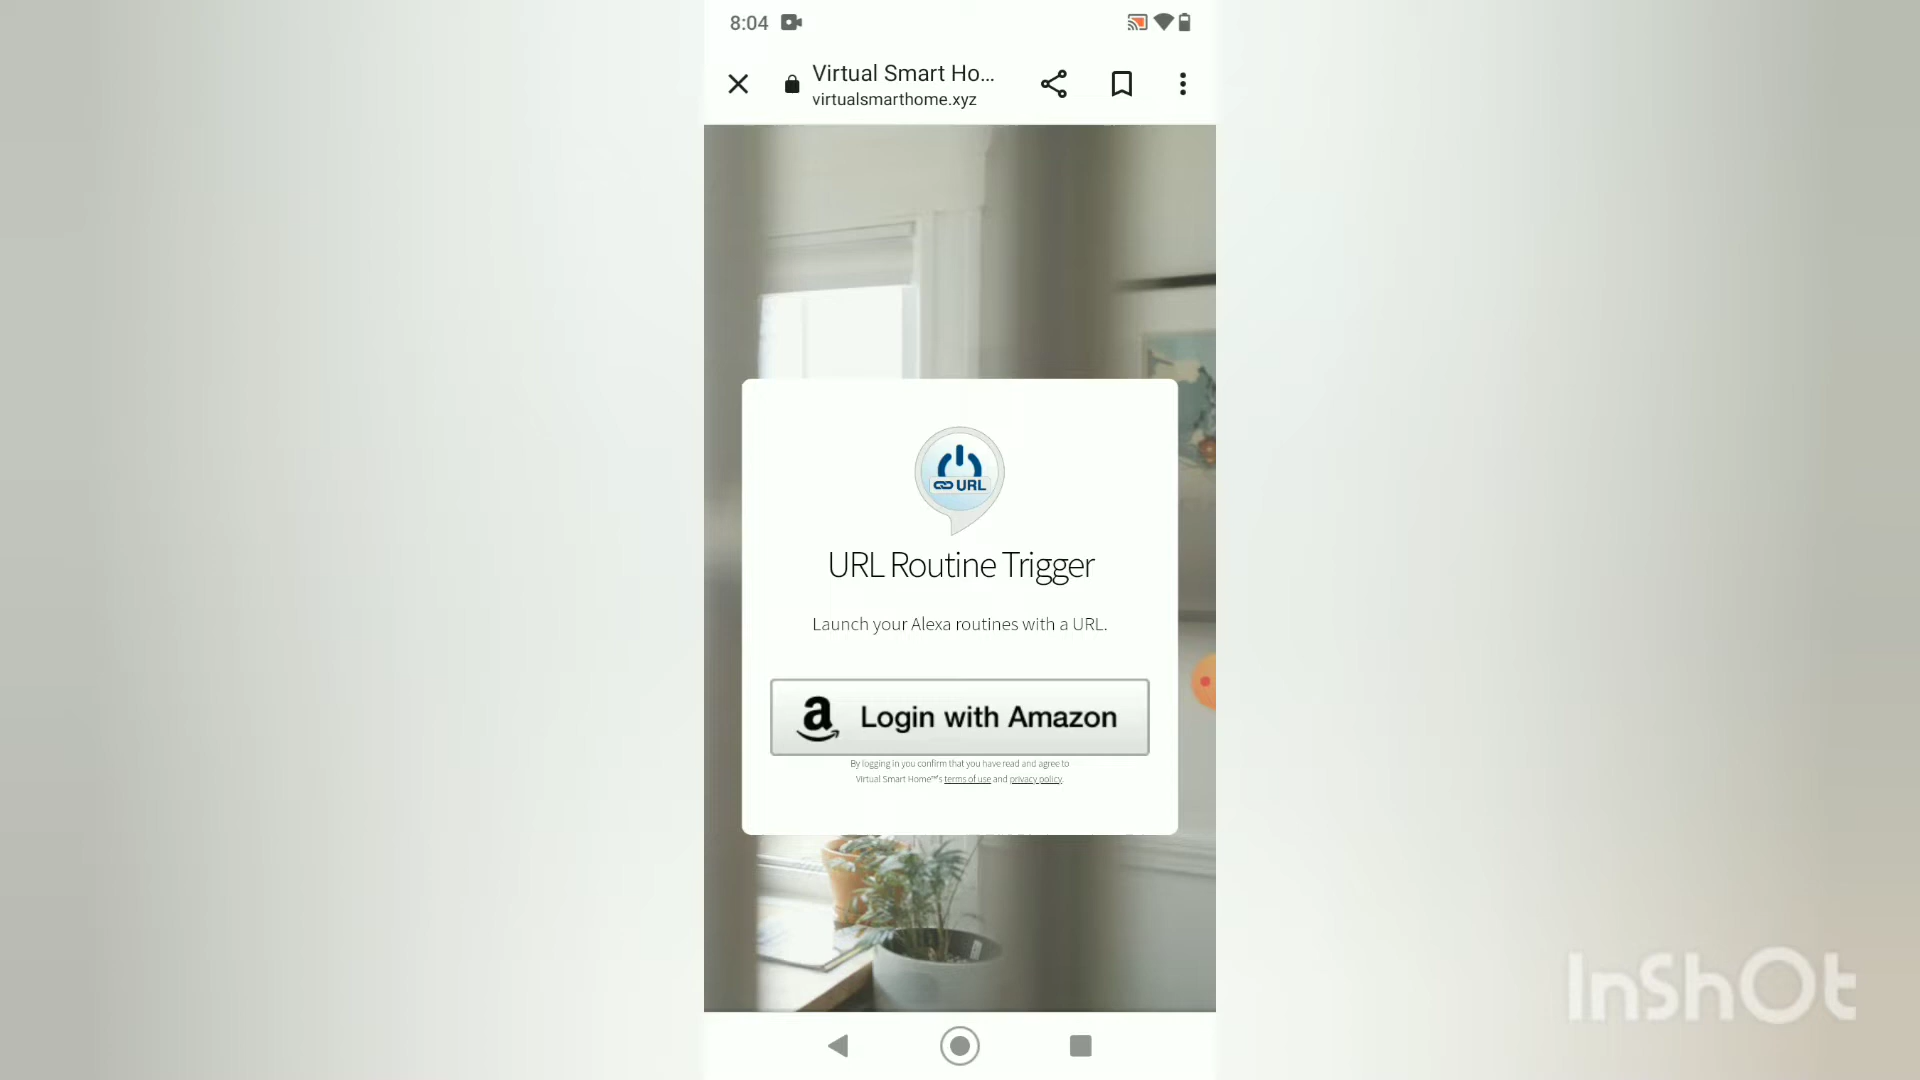 8:04
Virtual Smart Ho...
virtualsmarthome.xyz
URL
URL Routine Trigger
Launch your Alexa routines with a URL.
a Login with Amazon
By logging in you confirm that you have read and agree to
Virtual Smart Home™'s terms of use and privacy policy.
InShOt